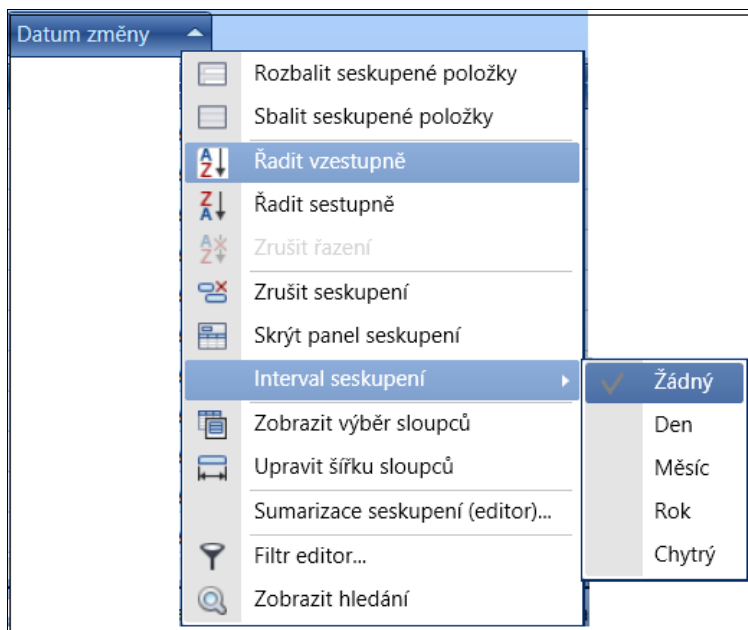 Datum změny
Rozbalit seskupené položky
Sbalit seskupené položky
Řadit vzestupně
Řadit sestupně
Zrušit řazení
Zrušit seskupení
Skrýt panel seskupení
Interval seskupení
Žádný
Zobrazit výběr sloupců
Den
Upravit šířku sloupců
Měsíc
Sumarizace seskupení (editor)...
Rok
Filtr editor...
Chytrý
Zobrazit hledání